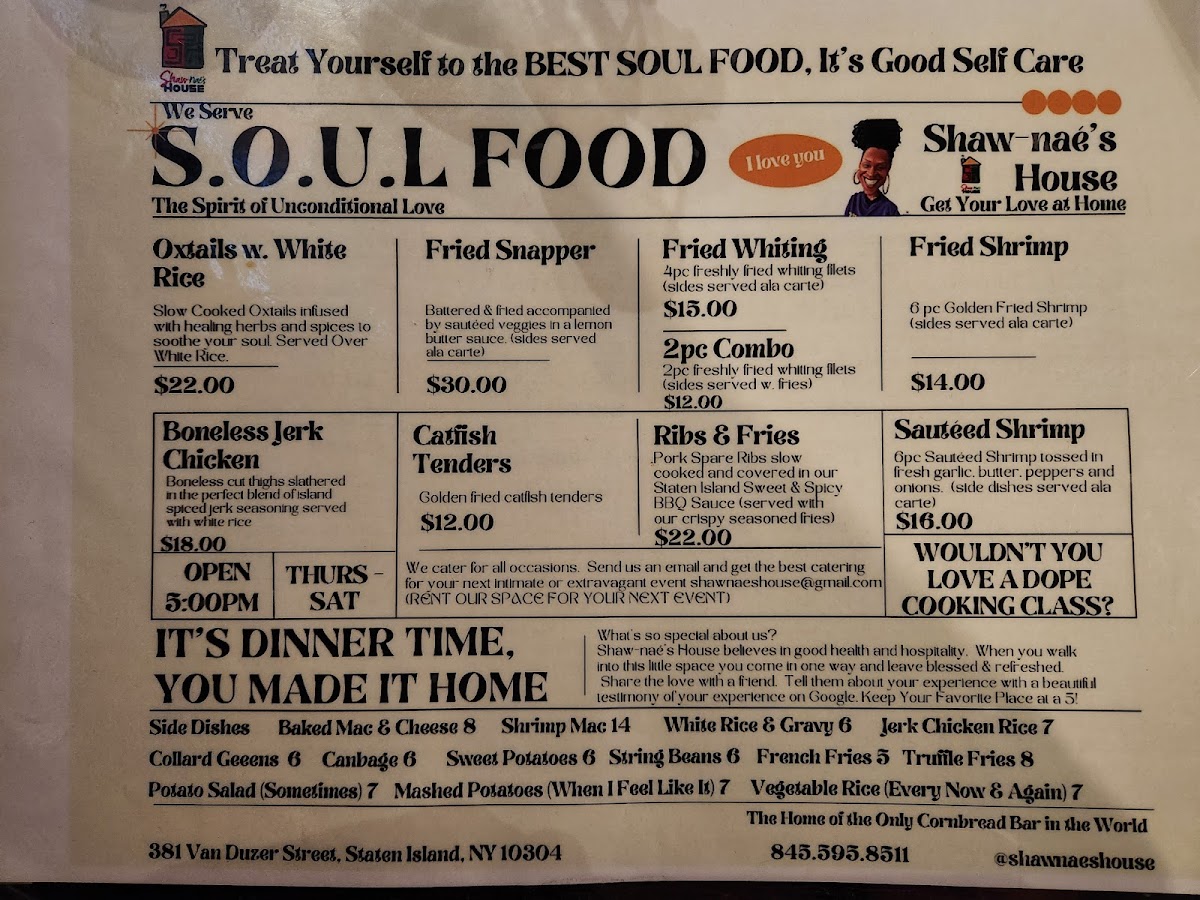 Shaw-naé's
HOUSE
Treat Yourself to the BEST SOUL FOOD, It's Good Self Care
We Serve
S.O.U.L FOOD
The Spirit of Unconditional Love
I love you
Shaw-naé's
House
Get Your Love at Home
Oxtails w. White
Rice
Slow Cooked Oxtails infused
with healing herbs and spices to
soothe your soul. Served Over
White Rice.
$22.00
Fried Snapper
Battered & fried accompanied
by sautéed veggies in a lemon
butter sauce. (sides served
ala carte)
$30.00
Fried Whiting
4pc freshly fried whiting fillets
(sides served ala carte)
$15.00
2pc Combo
2pc freshly fried whiting fillets
(sides served w. fries)
$12.00
Fried Shrimp
6 pc Golden Fried Shrimp
(sides served ala carte)
$14.00
Boneless Jerk
Chicken
Boneless cut thighs slathered
in the perfect blend of island
spiced jerk seasoning served
with white rice
$18.00
Catfish
Tenders
Golden fried catfish tenders
$12.00
Ribs & Fries
Pork Spare Ribs slow
cooked and covered in our
Staten Island Sweet & Spicy
BBQ Sauce (served with
our crispy seasoned fries)
$22.00
Sautéed Shrimp
6pc Sautéed Shrimp tossed in
fresh garlic, butter, peppers and
onions. (side dishes served ala
carte)
$16.00
OPEN
5:00PM
THURS -
SAT
We cater for all occasions. Send us an email and get the best catering
for your next intimate or extravagant event shawnaeshouse@gmail.com
(RENT OUR SPACE FOR YOUR NEXT EVENT)
WOULDN'T YOU
LOVE A DOPE
COOKING CLASS?
IT'S DINNER TIME,
YOU MADE IT HOME
What's so special about us?
Shaw-naé's House believes in good health and hospitality. When you walk
into this little space you come in one way and leave blessed & refreshed.
Share the love with a friend. Tell them about your experience with a beautiful
testimony of your experience on Google. Keep Your Favorite Place at a 5!
Side Dishes Baked Mac & Cheese 8 Shrimp Mac 14 White Rice & Gravy 6 Jerk Chicken Rice 7
Collard Geeens 6 Canbage 6 Sweet Potatoes 6 String Beans 6 French Fries 5 Truffle Fries 8
Potato Salad (Sometimes) 7 Mashed Potatoes (When I Feel Like It) 7 Vegetable Rice (Every Now & Again) 7
The Home of the Only Cornbread Bar in the World
381 Van Duzer Street, Staten Island, NY 10304
845.595.8511
@shawnaeshouse